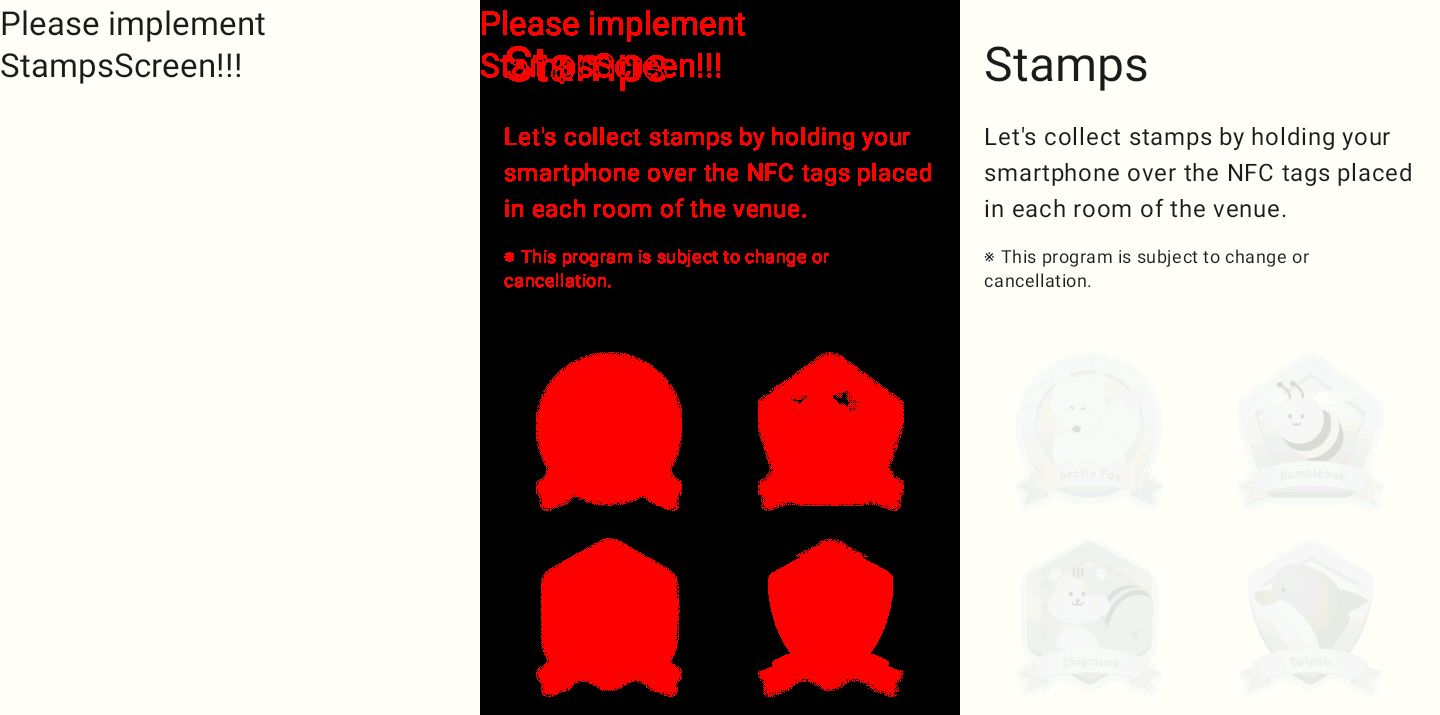 Please implement
StampsScreen!!!
Please implement
StampsScreen!!!
Stamps
Let's collect stamps by holding your
smartphone over the NFC tags placed
in each room of the venue.
※ This program is subject to change or
cancellation.
Stamps
Let's collect stamps by holding your
smartphone over the NFC tags placed
in each room of the venue.
※ This program is subject to change or
cancellation.
Arctic Fox
Bumblebee
Chipmunk
Dolphin